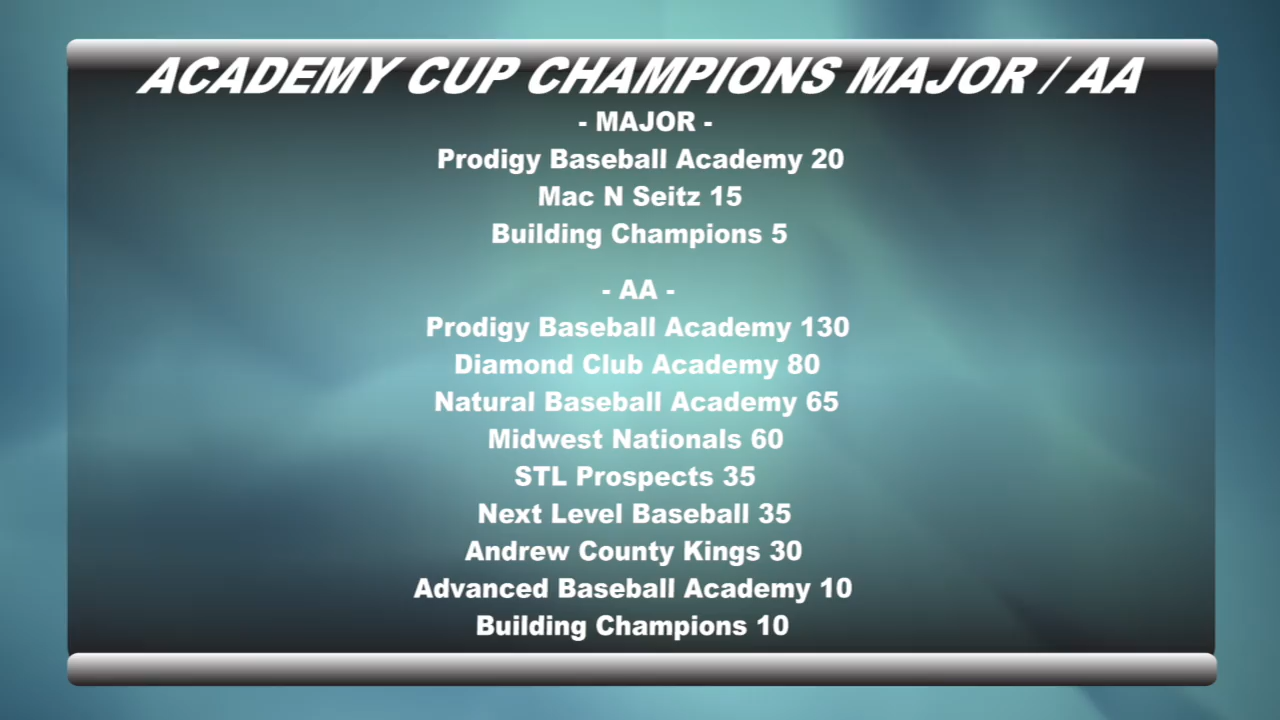 ACADEMY CUP CHAMPIONS MAJOR / AA
- MAJOR -
Prodigy Baseball Academy 20
Mac N Seitz 15
Building Champions 5
- AA -
Prodigy Baseball Academy 130
Diamond Club Academy 80
Natural Baseball Academy 65
Midwest Nationals 60
STL Prospects 35
Next Level Baseball 35
Andrew County Kings 30
Advanced Baseball Academy 10
Building Champions 10